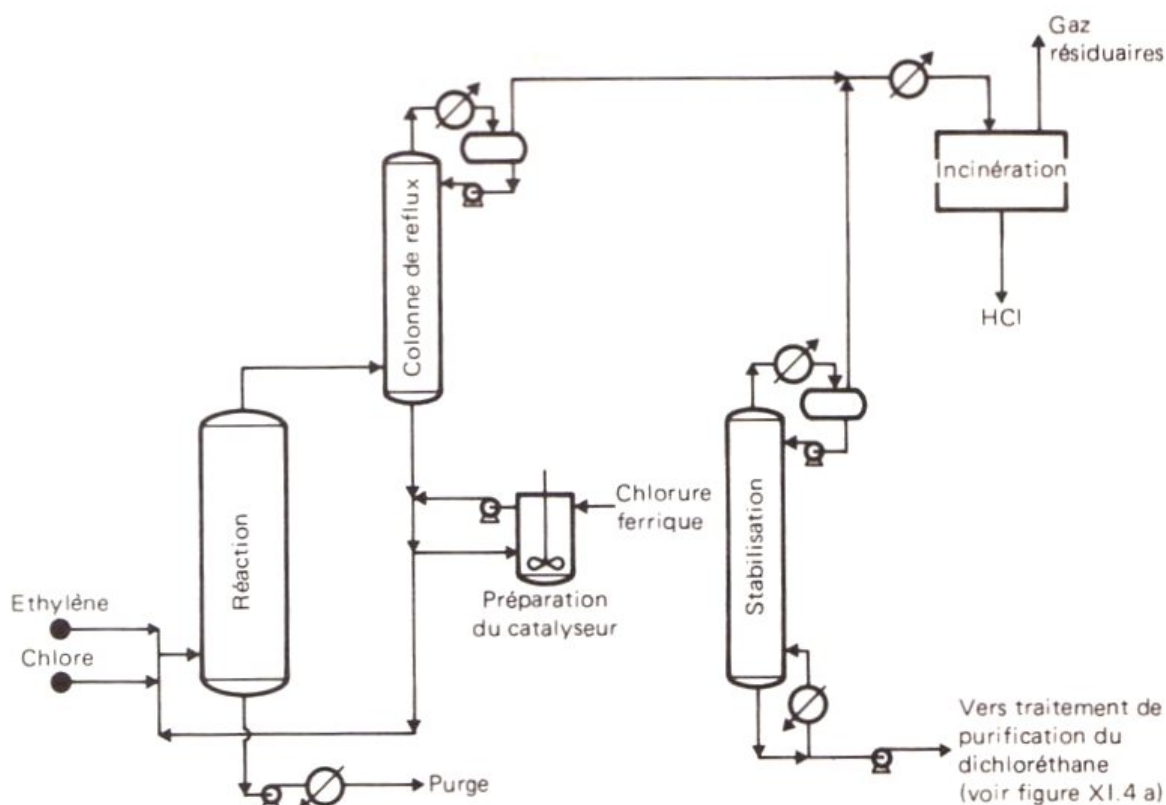 Gaz
résiduaires
Incinération
HCl
Colonne de reflux
Réaction
Chlorure
ferrique
Préparation
du catalyseur
Stabilisation
Ethylène
Chlore
Purge
Vers traitement de
purification du
dichloréthane
(voir figure XI.4 a)